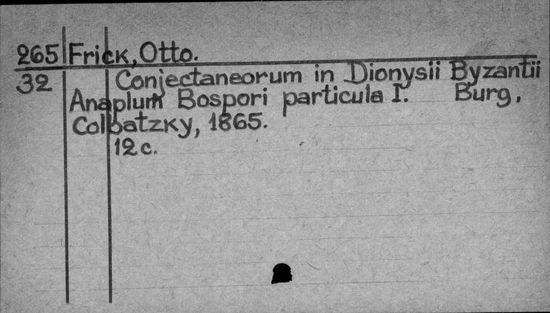 265 Frick, Otto.
32 Conjectaneorum in Dionysii Byzantii
Anaplum Bospori particula I. Burg,
Colbatzky, 1865.
12 c.